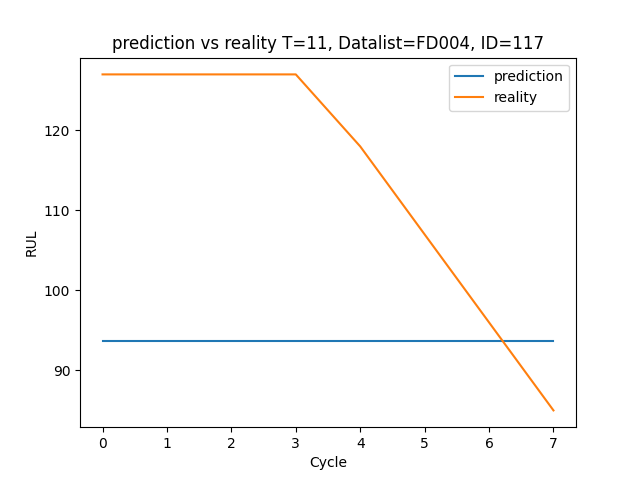 prediction vs reality T=11, Datalist=FD004, ID=117
prediction
reality
120
110
100
90
RUL
0 1 2 3 4 5 6 7
Cycle